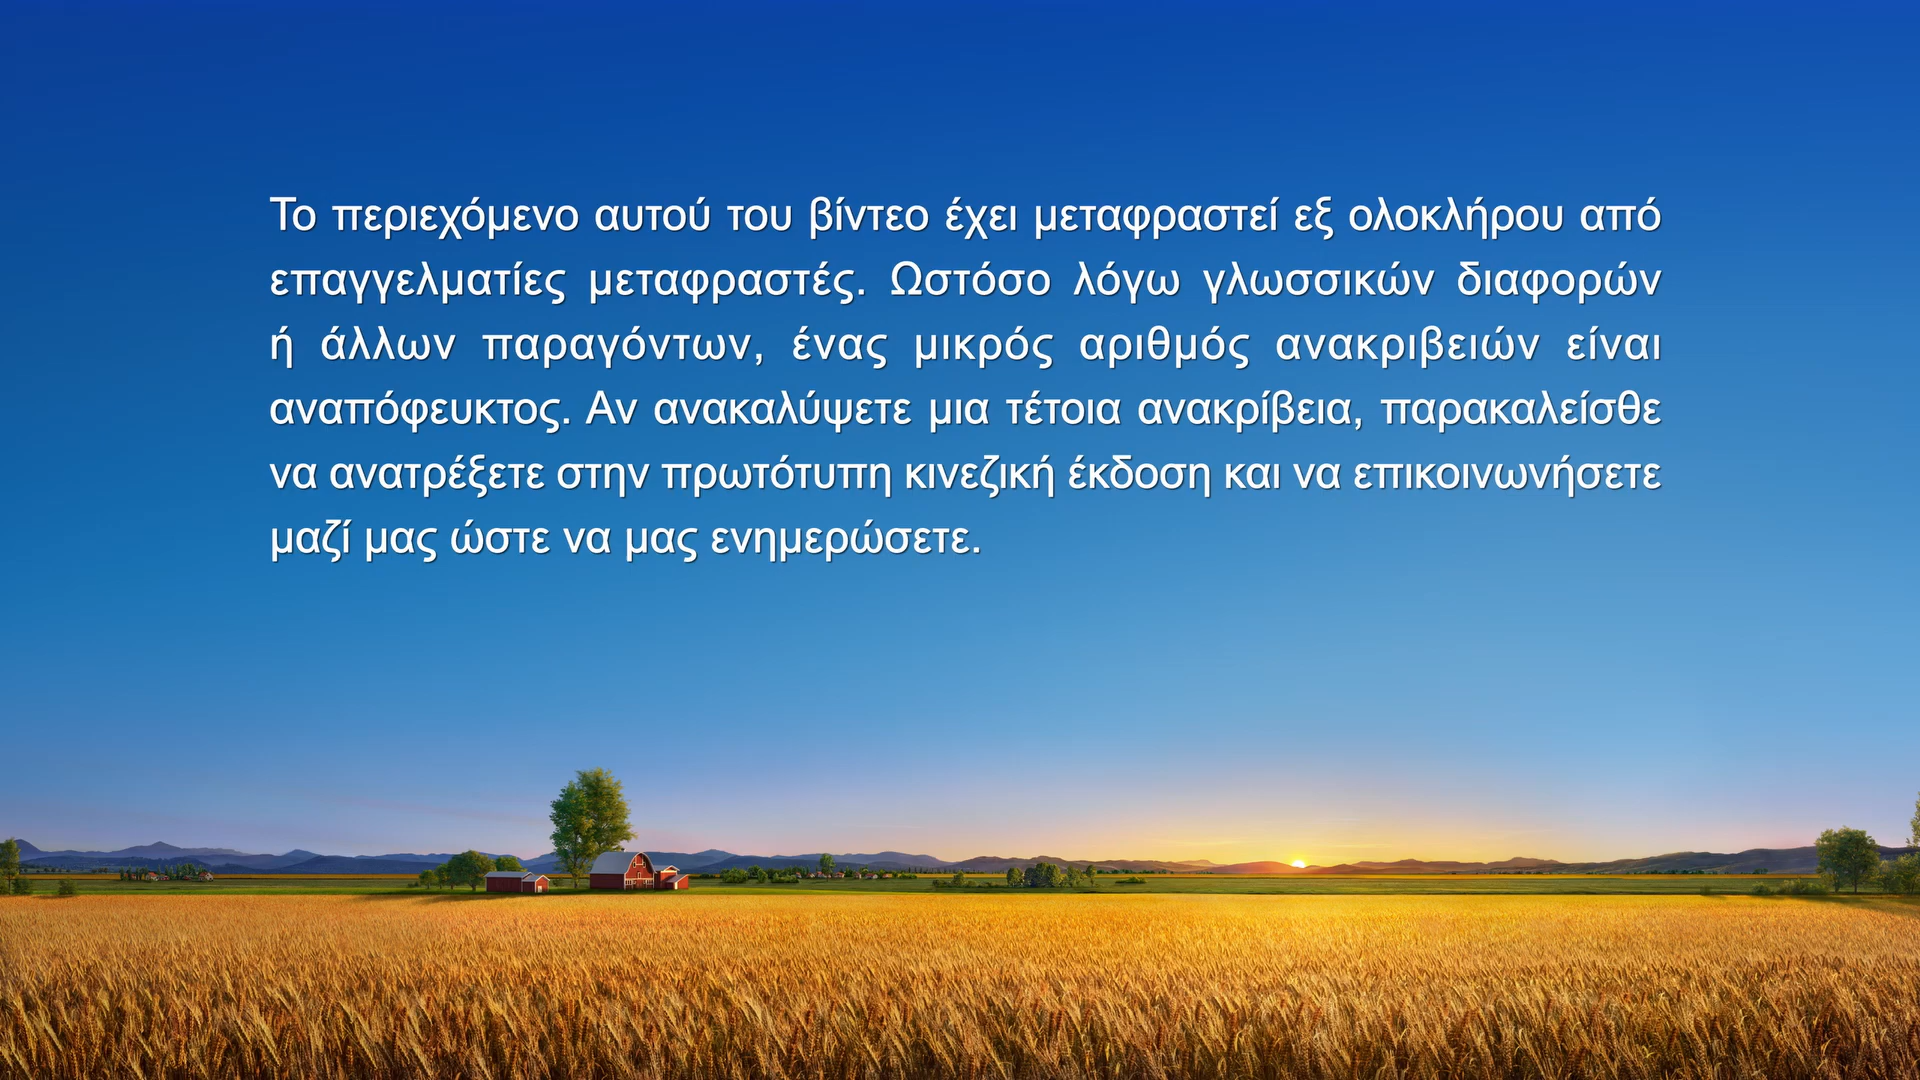 Το περιεχόμενο αυτού του βίντεο έχει μεταφραστεί εξ ολοκλήρου από
επαγγελματίες μεταφραστές. Ωστόσο λόγω γλωσσικών διαφορών
ή άλλων παραγόντων, ένας μικρός αριθμός ανακριβειών είναι
αναπόφευκτος. Αν ανακαλύψετε μια τέτοια ανακρίβεια, παρακαλείσθε
να ανατρέξετε στην πρωτότυπη κινεζική έκδοση και να επικοινωνήσετε
μαζί μας ώστε να μας ενημερώσετε.